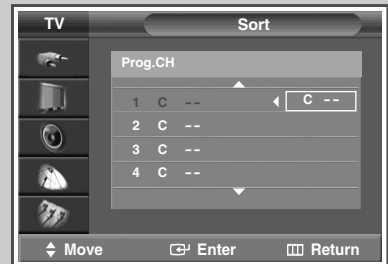 TV Sort
Prog.CH
1 C -- C --
2 C --
3 C --
4 C --
Move Enter Return